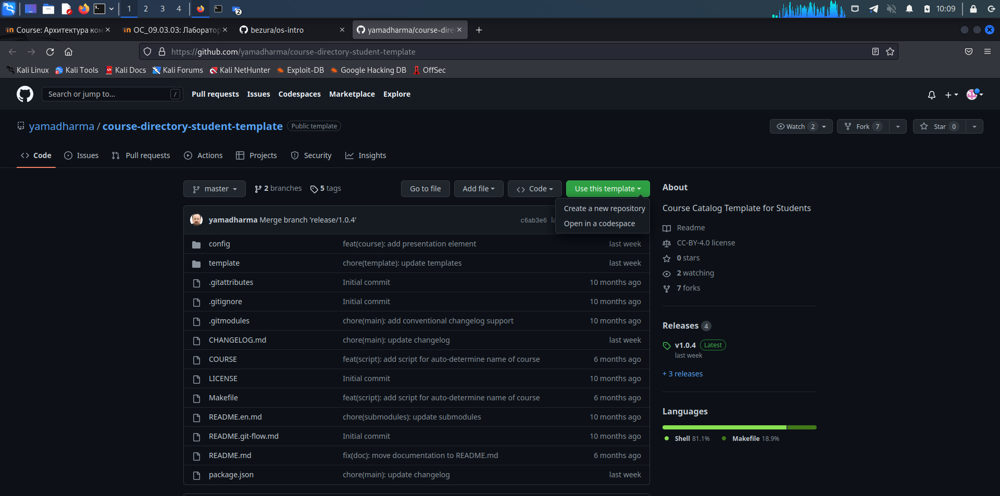 1 2 3 4 2 10:09
Course: Архитектура ком
ОС_09.03.03: Лаборатор
bezura/os-intro
yamadharma/course-dire
https://github.com/yamadharma/course-directory-student-template
Kali Linux Kali Tools Kali Docs Kali Forums Kali NetHunter Exploit-DB Google Hacking DB OffSec
Search or jump to... / Pull requests Issues Codespaces Marketplace Explore
yamadharma / course-directory-student-template Public template Watch 2 Fork 7 Star 0
Code Issues Pull requests Actions Projects Security Insights
master 2 branches 5 tags Go to file Add file Code Use this template
Create a new repository
Open in a codespace
yamadharma Merge branch 'release/1.0.4' c6ab3e6
config feat(course): add presentation element last week
template chore(template): update templates last week
.gitattributes Initial commit 10 months ago
.gitignore Initial commit 10 months ago
.gitmodules chore(main): add conventional changelog support 10 months ago
CHANGELOG.md chore(main): update changelog last week
COURSE feat(script): add script for auto-determine name of course 6 months ago
LICENSE Initial commit 10 months ago
Makefile feat(script): add script for auto-determine name of course 6 months ago
README.en.md chore(submodules): update submodules 10 months ago
README.git-flow.md Initial commit 10 months ago
README.md fix(doc): move documentation to README.md 6 months ago
package.json chore(main): update changelog last week
About
Course Catalog Template for Students
Readme
CC-BY-4.0 license
0 stars
2 watching
7 forks
Releases 4
v1.0.4 Latest
last week
+ 3 releases
Languages
Shell 81.1% Makefile 18.9%